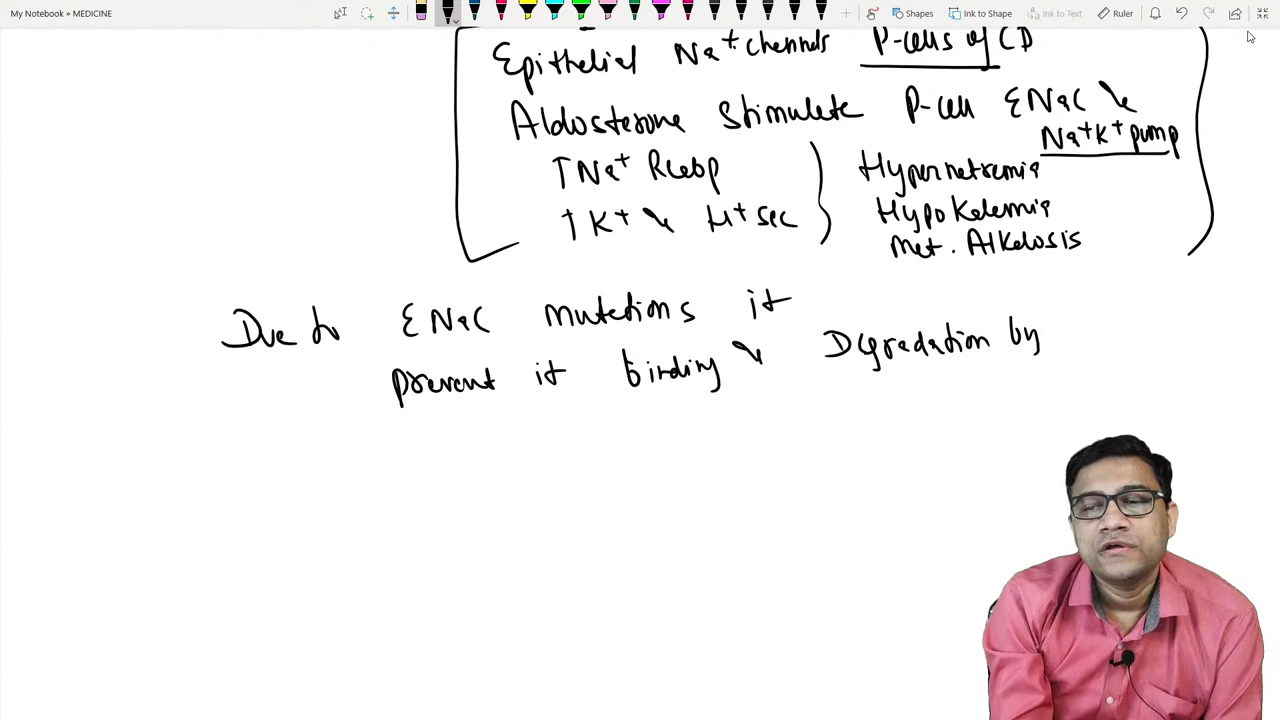 My Notebook » MEDICINE
Shapes
Ink to Shape
Ink to Text
Ruler
Epithelial Na+ channels P-cells of CD
Aldosterone stimulate P-cell ENaC &
Na+K+ pump
↑Na+ Reabp
↑K+ & H+ sec
Hypernatremia
Hypokalemia
Met. Alkalosis
Due to ENaC mutations it
prevent it binding & Degradation by